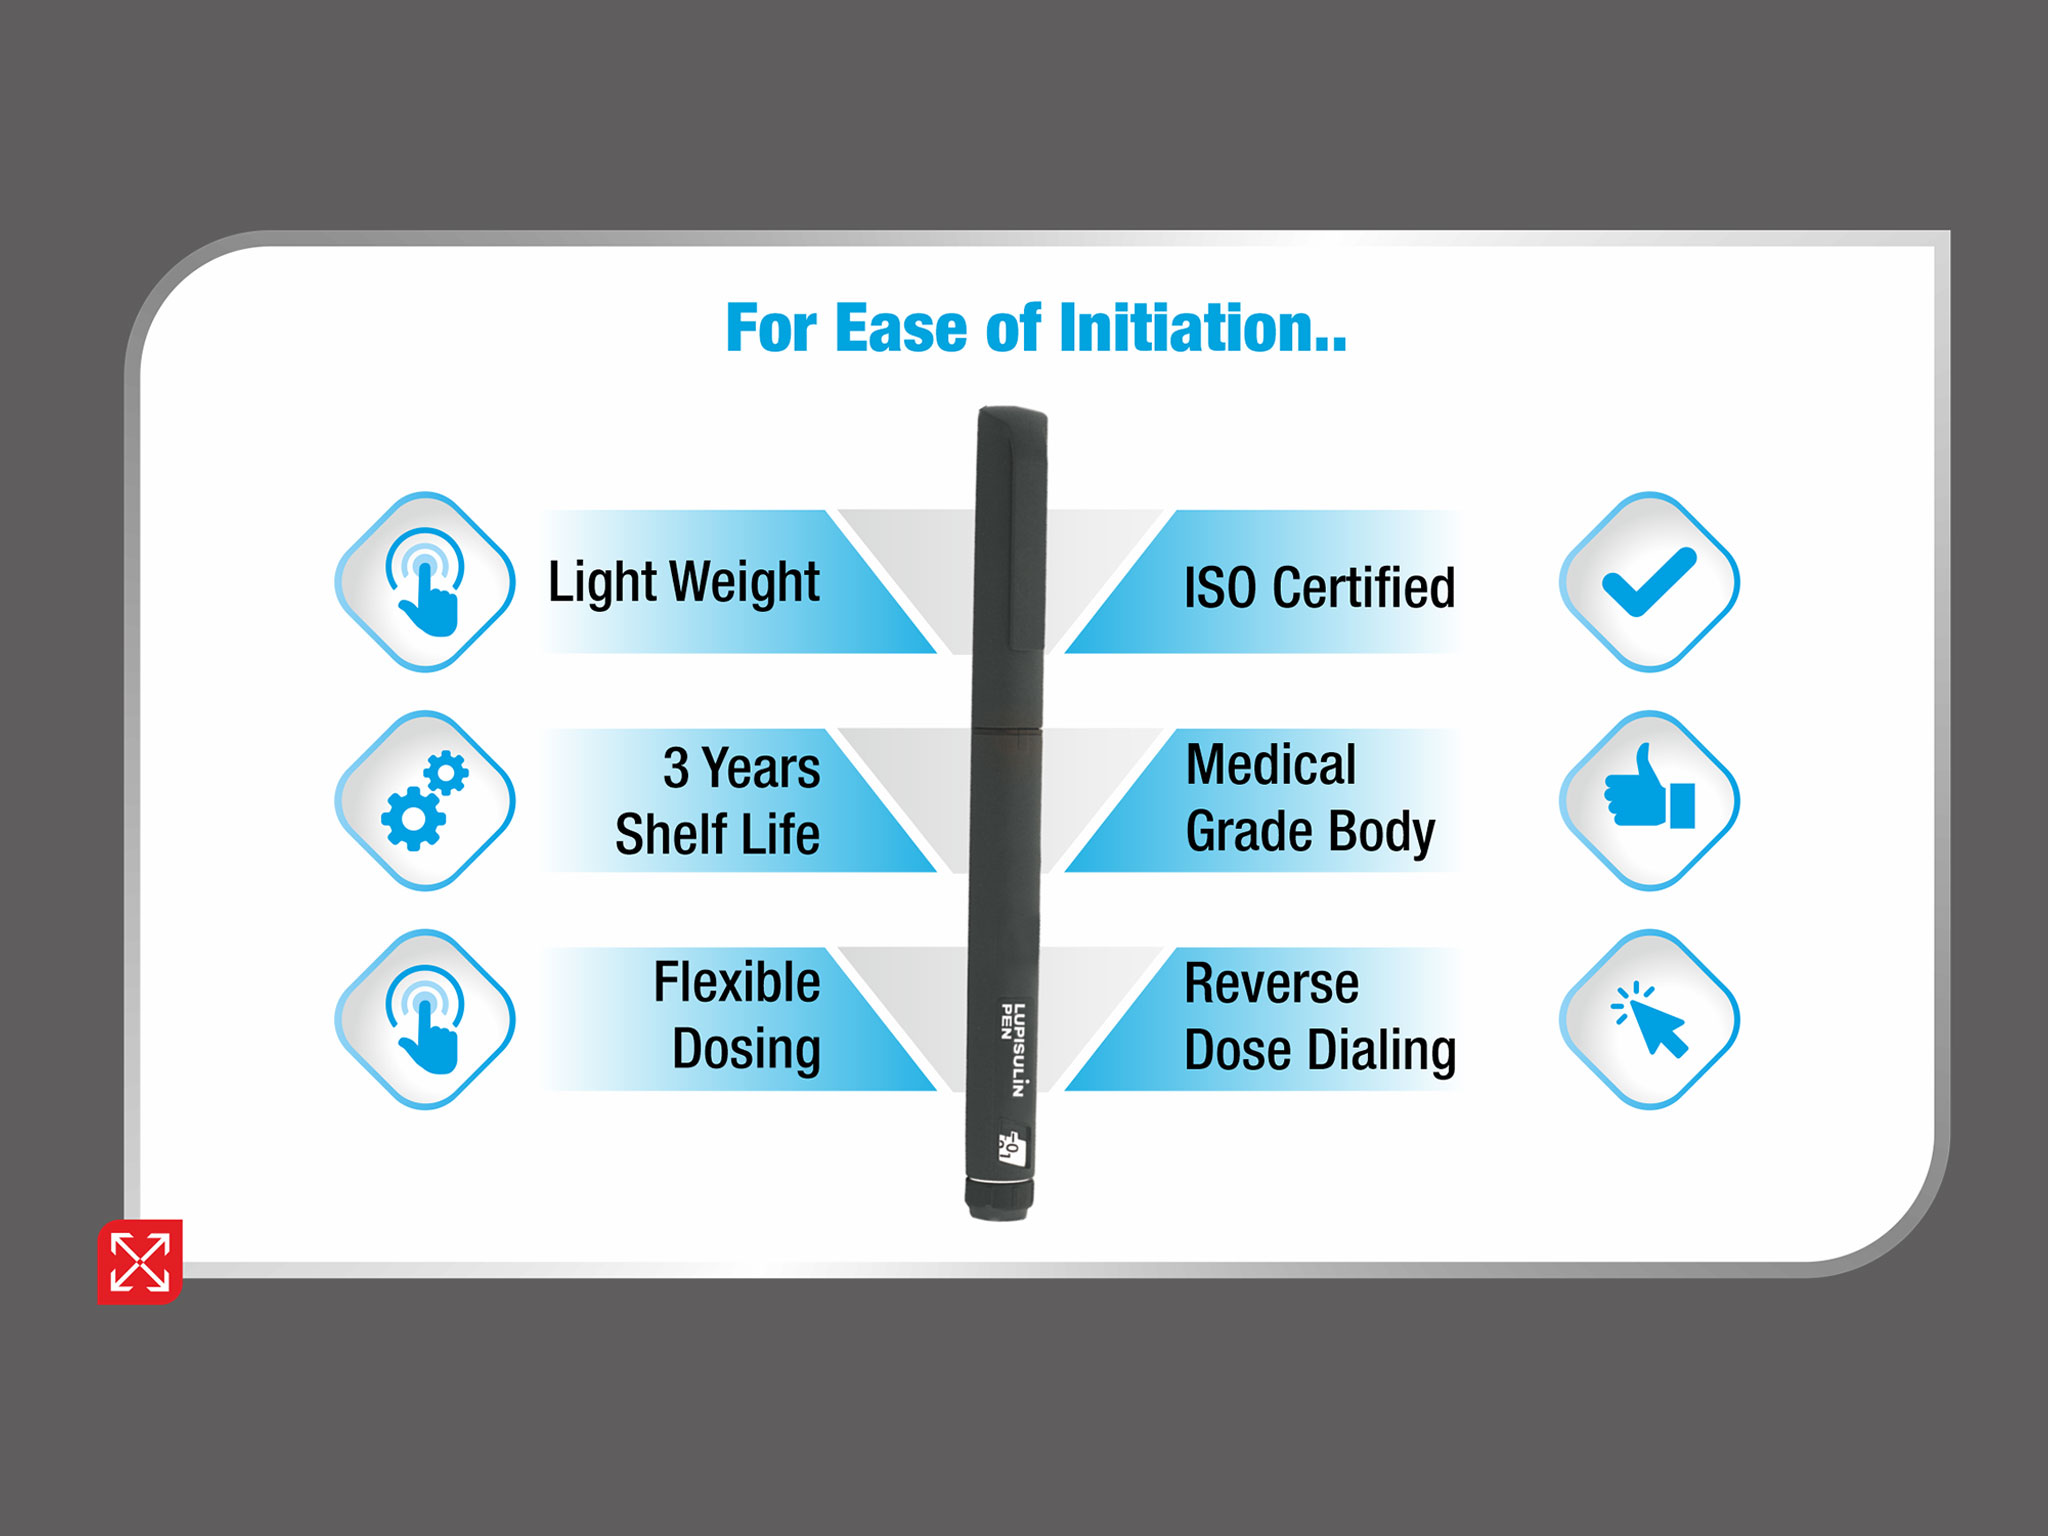 For Ease of Initiation..
Light Weight
ISO Certified
3 Years
Shelf Life
Medical
Grade Body
Flexible
Dosing
Reverse
Dose Dialing
LUPISULiN
PEN